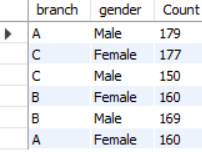 branch gender Count
A Male 179
C Female 177
C Male 150
B Female 160
B Male 169
A Female 160